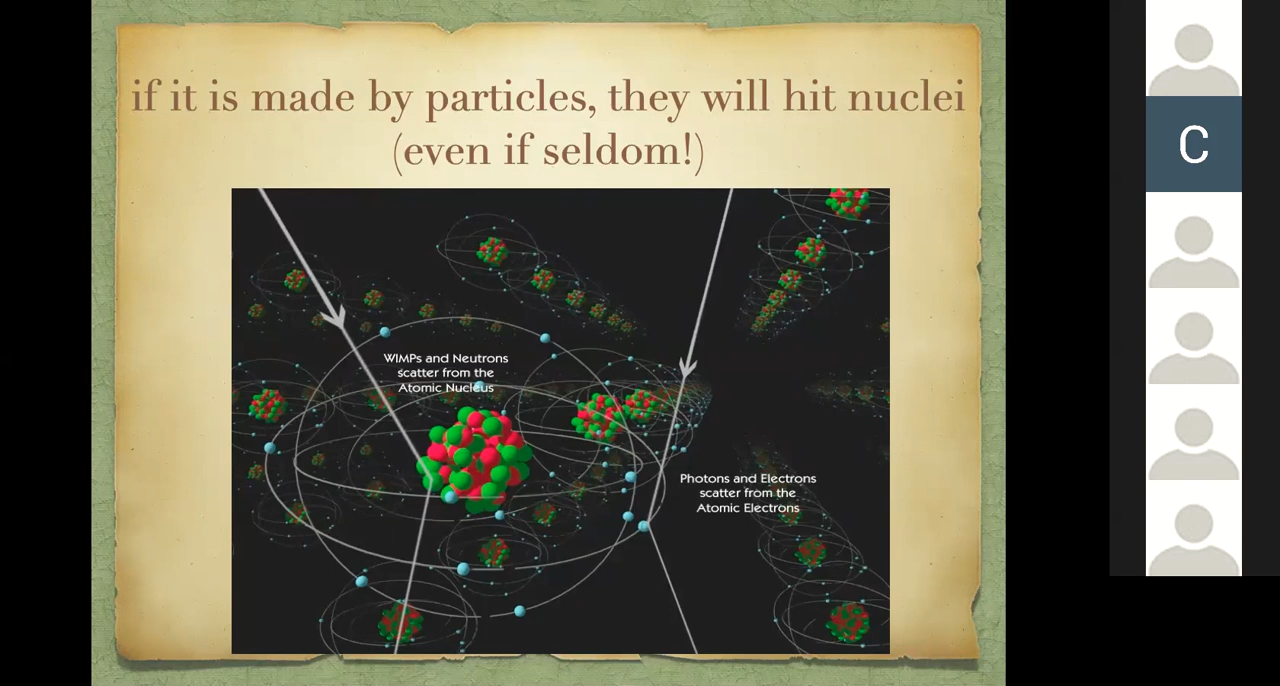 if it is made by particles, they will hit nuclei
(even if seldom!)
WIMPs and Neutrons
scatter from the
Atomic Nucleus
Photons and Electrons
scatter from the
Atomic Electrons
C